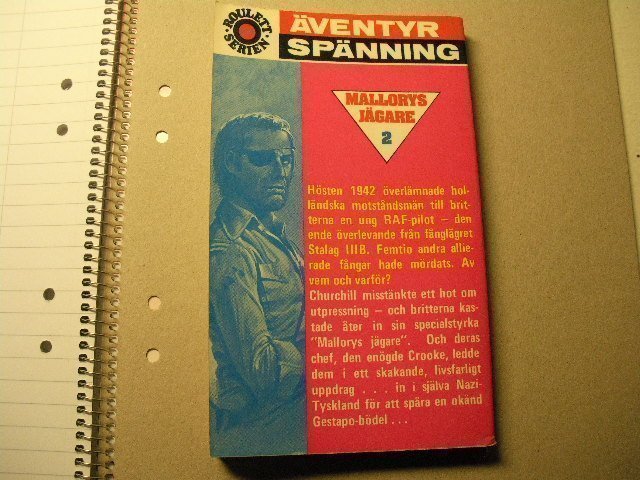 ROULETT-
SERIEN
ÄVENTYR
SPÄNNING
MALLORYS
JÄGARE
2
Hösten 1942 överlämnade hol-
ländska motståndsmän till brit-
terna en ung RAF-pilot – den
ende överlevande från fånglägret
Stalag IIIB. Femtio andra allie-
rade fångar hade mördats. Av
vem och varför?
Churchill misstänkte ett hot om
utpressning – och britterna kas-
tade åter in sin specialstyrka
"Mallorys jägare". Och deras
chef, den enögde Crooke, ledde
dem i ett skakande, livsfarligt
uppdrag . . . in i själva Nazi-
Tyskland för att spåra en okänd
Gestapo-bödel . . .